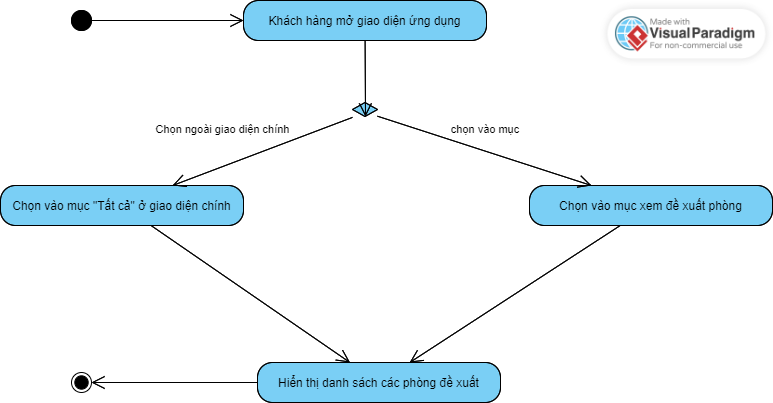 Khách hàng mở giao diện ứng dụng
Made with
Visual Paradigm
For non-commercial use
Chọn ngoài giao diện chính
chọn vào mục
Chọn vào mục "Tất cả" ở giao diện chính
Chọn vào mục xem đề xuất phòng
Hiển thị danh sách các phòng đề xuất